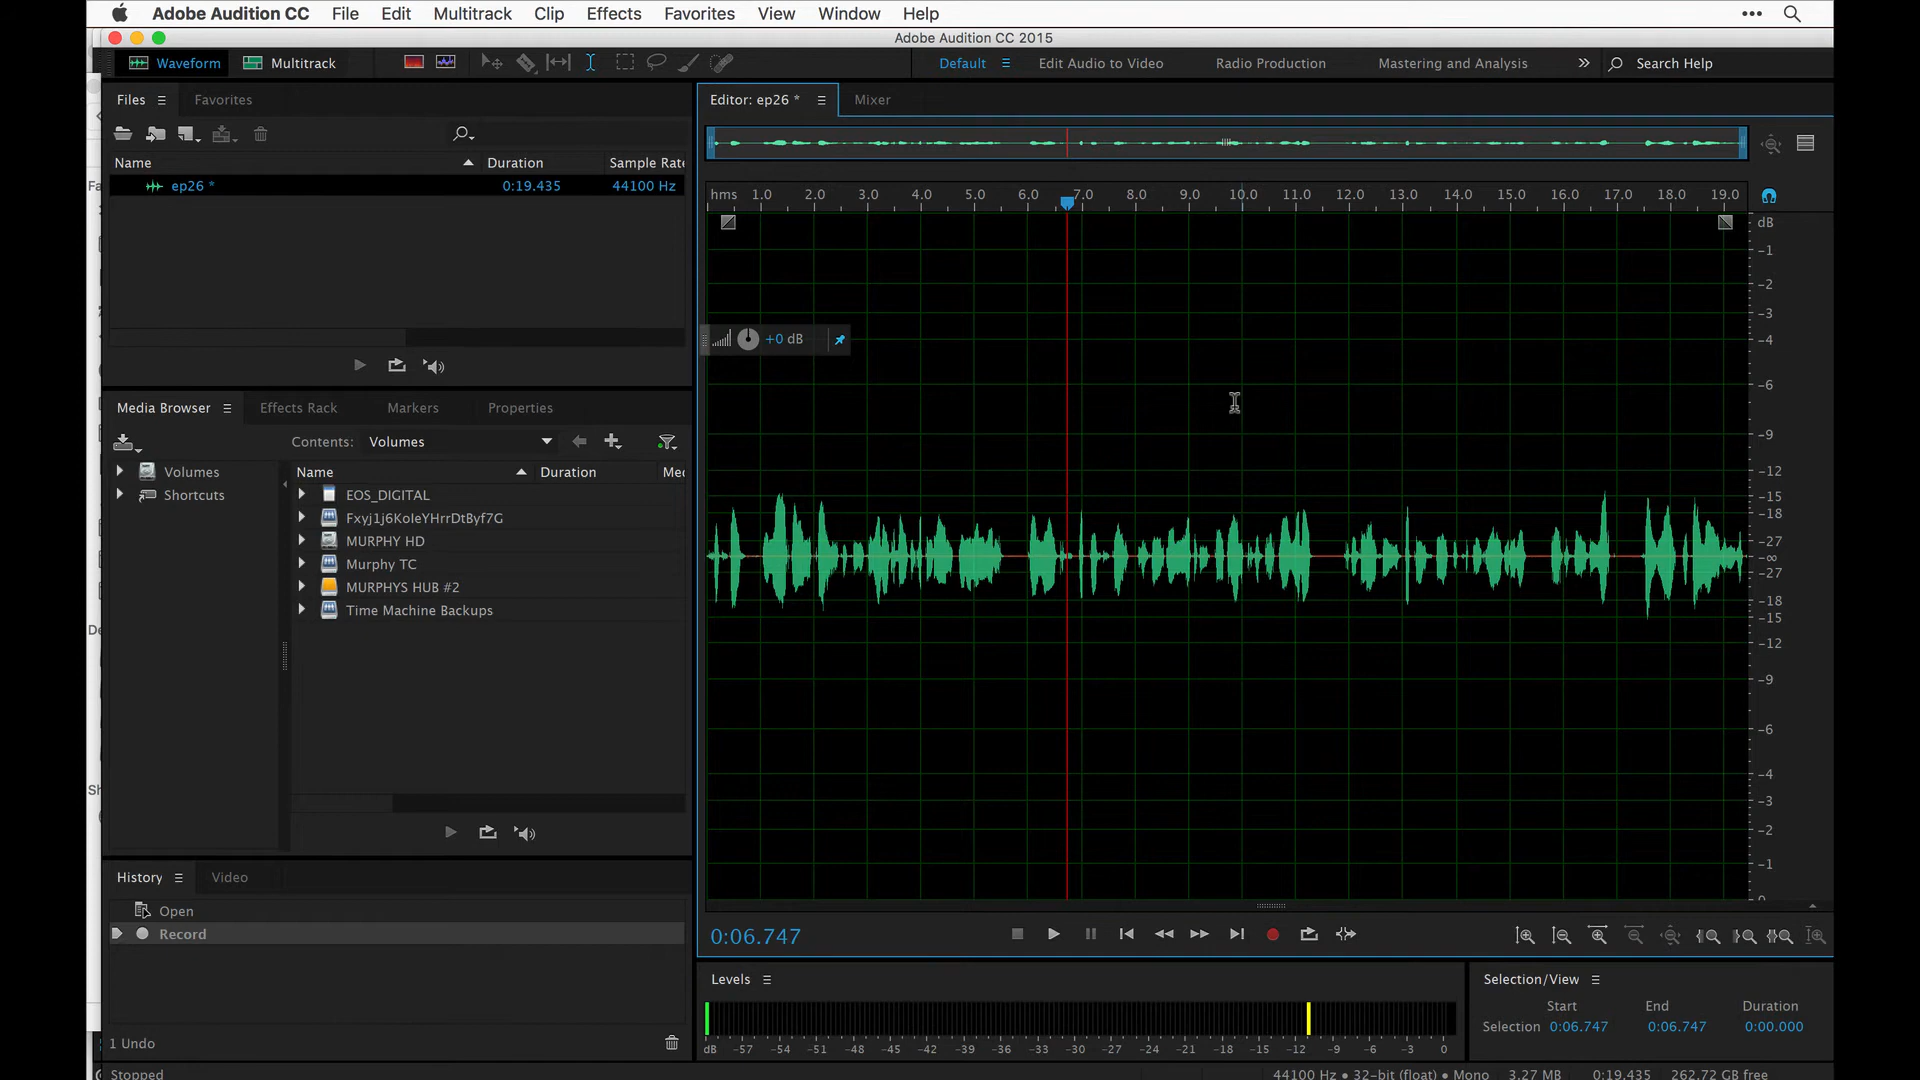 Adobe Audition CC File Edit Multitrack Clip Effects Favorites View Window Help
Adobe Audition CC 2015
Waveform Multitrack Default Edit Audio to Video Radio Production Mastering and Analysis Search Help
Files Favorites
Name Duration Sample Rate
ep26 * 0:19.435 44100 Hz
Media Browser Effects Rack Markers Properties
Contents: Volumes
Volumes
Shortcuts
Name Duration
EOS_DIGITAL
Fxyj1j6KoleYHrrDtByf7G
MURPHY HD
Murphy TC
MURPHYS HUB #2
Time Machine Backups
History Video
Open
Record
1 Undo
Stopped
Editor: ep26 * Mixer
hms 1.0 2.0 3.0 4.0 5.0 6.0 7.0 8.0 9.0 10.0 11.0 12.0 13.0 14.0 15.0 16.0 17.0 18.0 19.0
+0 dB
dB
-1
-2
-3
-4
-6
-9
-12
-15
-18
-27
-∞
-27
-18
-15
-12
-9
-6
-4
-3
-2
-1
0:06.747
Levels
dB -57 -54 -51 -48 -45 -42 -39 -36 -33 -30 -27 -24 -21 -18 -15 -12 -9 -6 -3 0
Selection/View
Start End Duration
Selection 0:06.747 0:06.747 0:00.000
44100 Hz • 32-bit (float) • Mono 3.27 MB 0:19.435 262.72 GB free